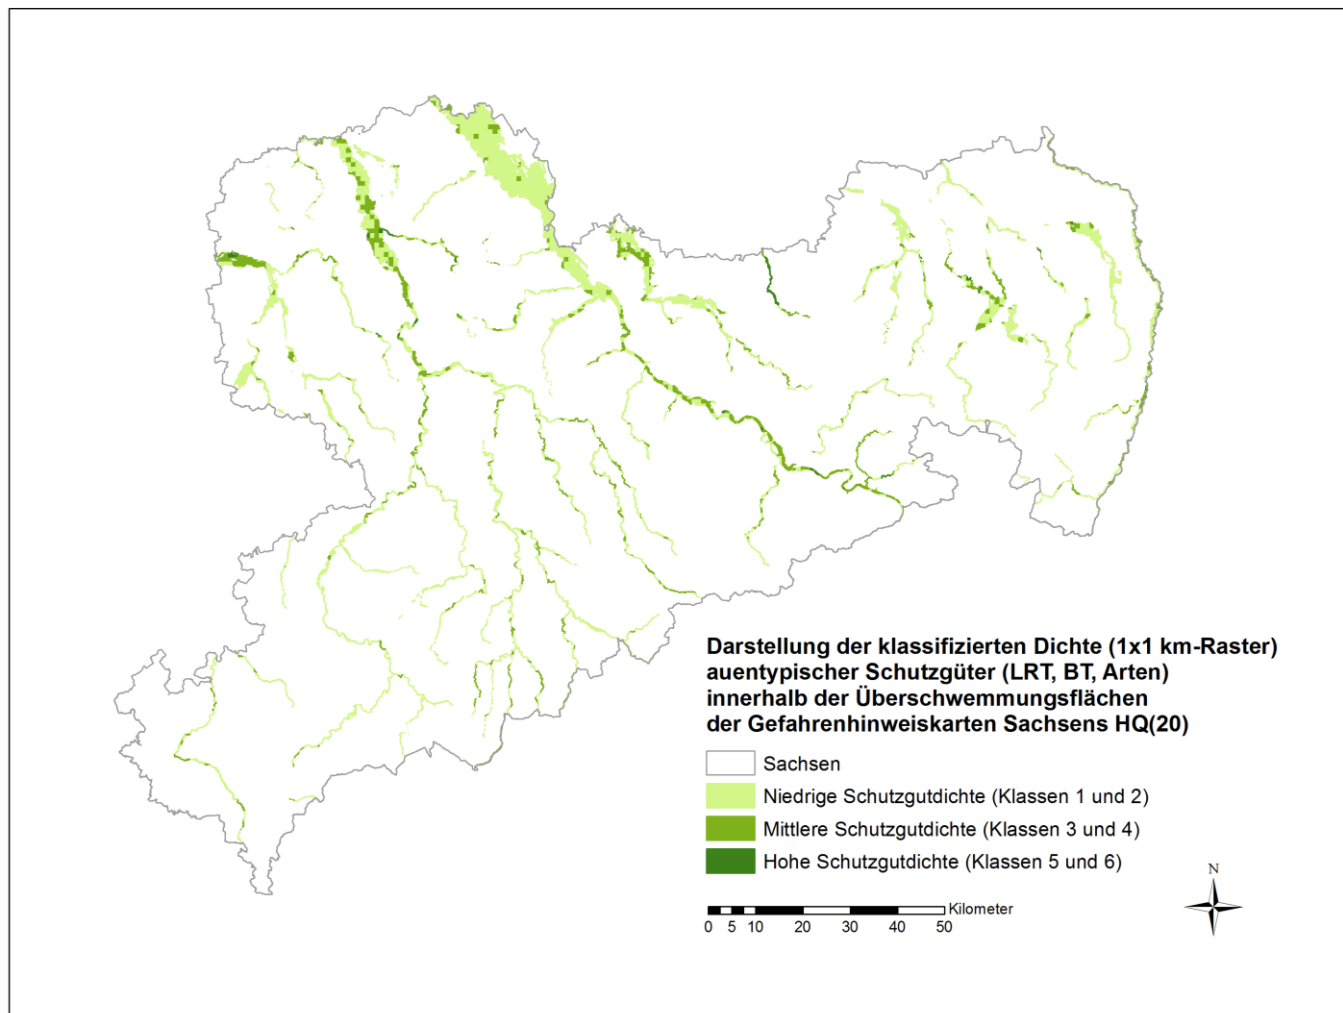 Darstellung der klassifizierten Dichte (1x1 km-Raster)
auentypischer Schutzgüter (LRT, BT, Arten)
innerhalb der Überschwemmungsflächen
der Gefahrenhinweiskarten Sachsens HQ(20)
Sachsen
Niedrige Schutzgutdichte (Klassen 1 und 2)
Mittlere Schutzgutdichte (Klassen 3 und 4)
Hohe Schutzgutdichte (Klassen 5 und 6)
N
Kilometer
0 5 10 20 30 40 50